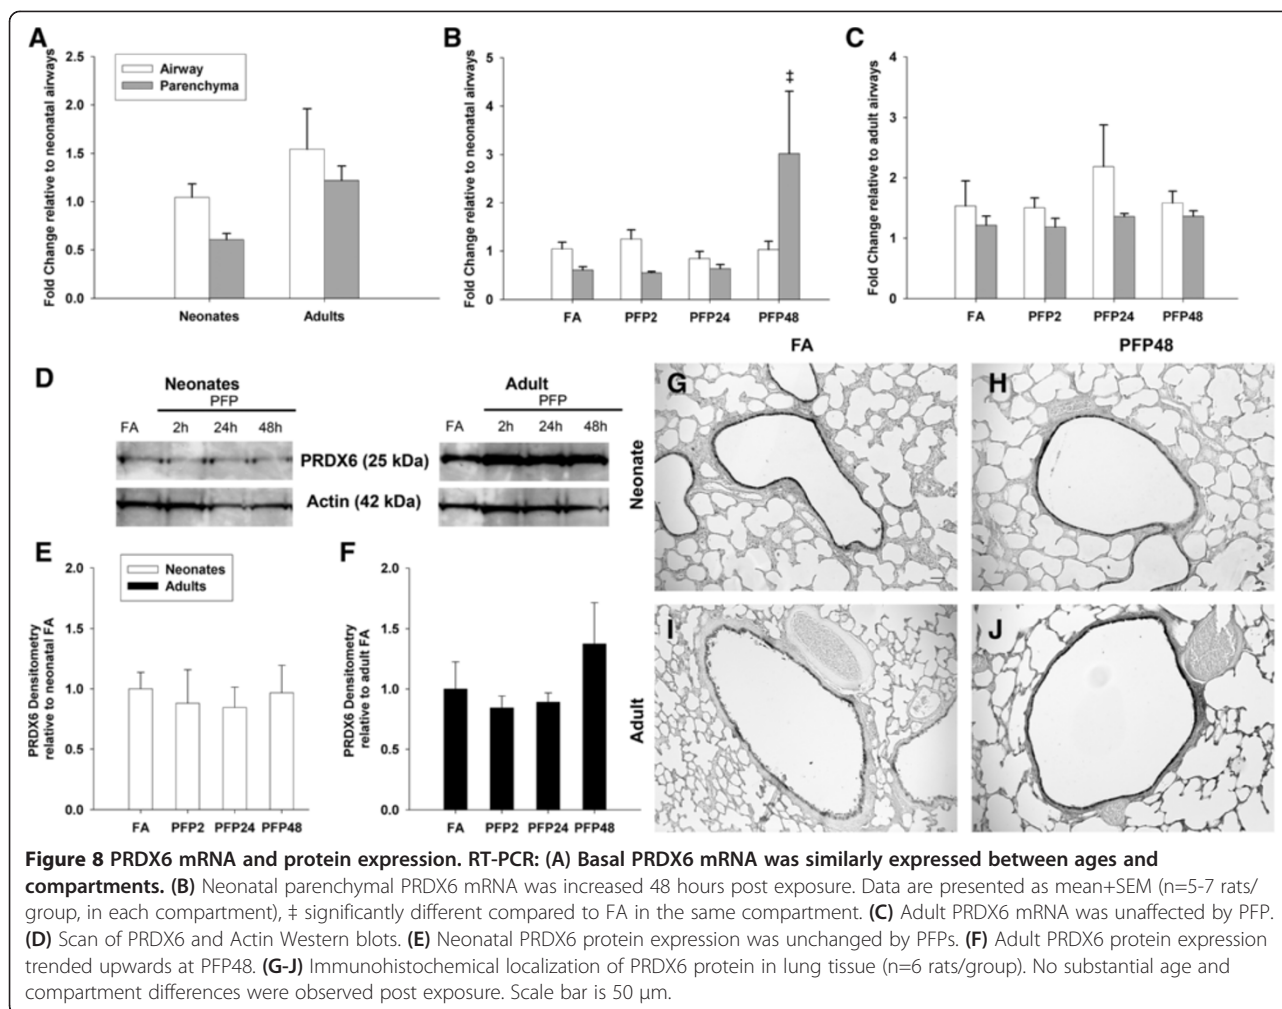 A
Fold Change relative to neonatal airways
2.5
2.0
1.5
1.0
0.5
0.0
Airway
Parenchyma
Neonates
Adults
B
Fold Change relative to neonatal airways
5
4
3
2
1
0
‡
FA
PFP2
PFP24
PFP48
C
Fold Change relative to adult airways
4
3
2
1
0
FA
PFP2
PFP24
PFP48
D
Neonates
PFP
FA
2h
24h
48h
PRDX6 (25 kDa)
Actin (42 kDa)
Adult
PFP
FA
2h
24h
48h
E
PRDX6 Densitometry
relative to neonatal FA
2.0
1.5
1.0
0.5
0.0
Neonates
Adults
FA
PFP2
PFP24
PFP48
F
PRDX6 Densitometry
relative to adult FA
2.0
1.5
1.0
0.5
0.0
FA
PFP2
PFP24
PFP48
FA
PFP48
Neonate
G
H
Adult
I
J
Figure 8 PRDX6 mRNA and protein expression. RT-PCR: (A) Basal PRDX6 mRNA was similarly expressed between ages and
compartments. (B) Neonatal parenchymal PRDX6 mRNA was increased 48 hours post exposure. Data are presented as mean+SEM (n=5-7 rats/
group, in each compartment), ‡ significantly different compared to FA in the same compartment. (C) Adult PRDX6 mRNA was unaffected by PFP.
(D) Scan of PRDX6 and Actin Western blots. (E) Neonatal PRDX6 protein expression was unchanged by PFPs. (F) Adult PRDX6 protein expression
trended upwards at PFP48. (G-J) Immunohistochemical localization of PRDX6 protein in lung tissue (n=6 rats/group). No substantial age and
compartment differences were observed post exposure. Scale bar is 50 μm.